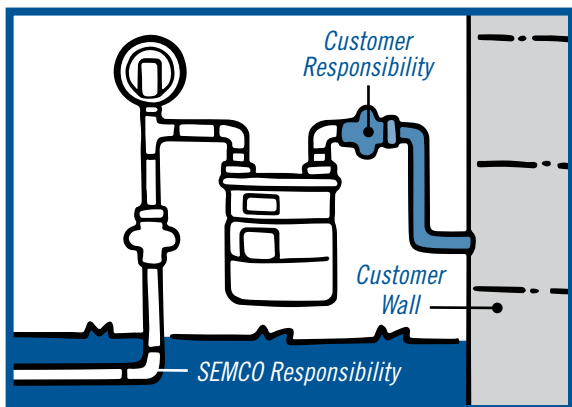 Customer
Responsibility
Customer
Wall
SEMCO Responsibility